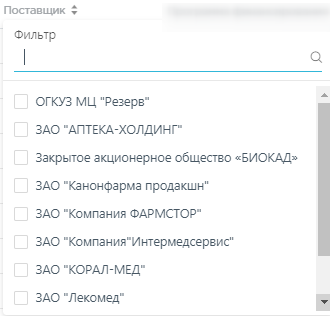 Поставщик
Фильтр
ОГКУЗ МЦ "Резерв"
ЗАО "АПТЕКА-ХОЛДИНГ"
Закрытое акционерное общество «БИОКАД»
ЗАО "Канонфарма продакшн"
ЗАО "Компания ФАРМСТОР"
ЗАО "Компания"Интермедсервис"
ЗАО "КОРАЛ-МЕД"
ЗАО "Лекомед"